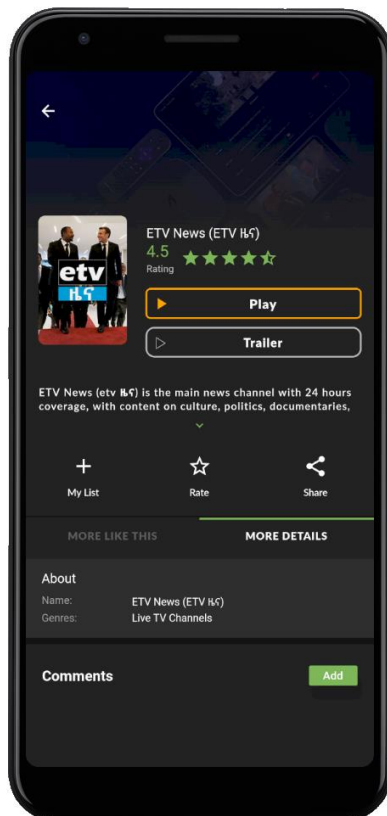 ETV News (ETV ዜና)
4.5
Rating
etv
ዜና
Play
Trailer
ETV News (etv ዜና) is the main news channel with 24 hours
coverage, with content on culture, politics, documentaries,
My List
Rate
Share
MORE LIKE THIS
MORE DETAILS
About
Name:
ETV News (ETV ዜና)
Genres:
Live TV Channels
Comments
Add